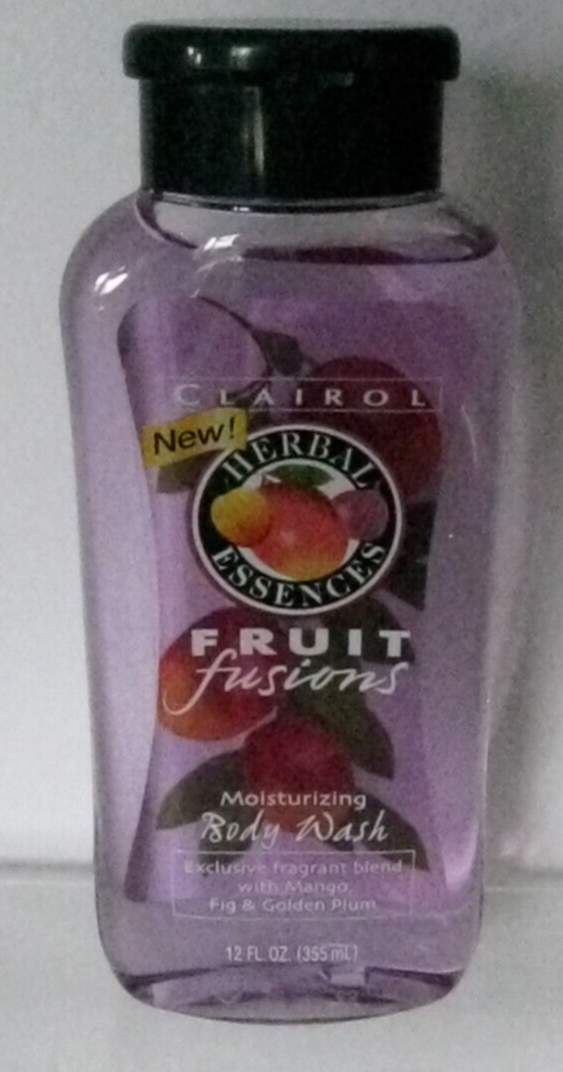 CLAIROL
New!
HERBAL
ESSENCES
FRUIT
fusions
Moisturizing
Body Wash
Exclusive fragrant blend
with Mango,
Fig & Golden Plum
12 FL. OZ. (355 mL)